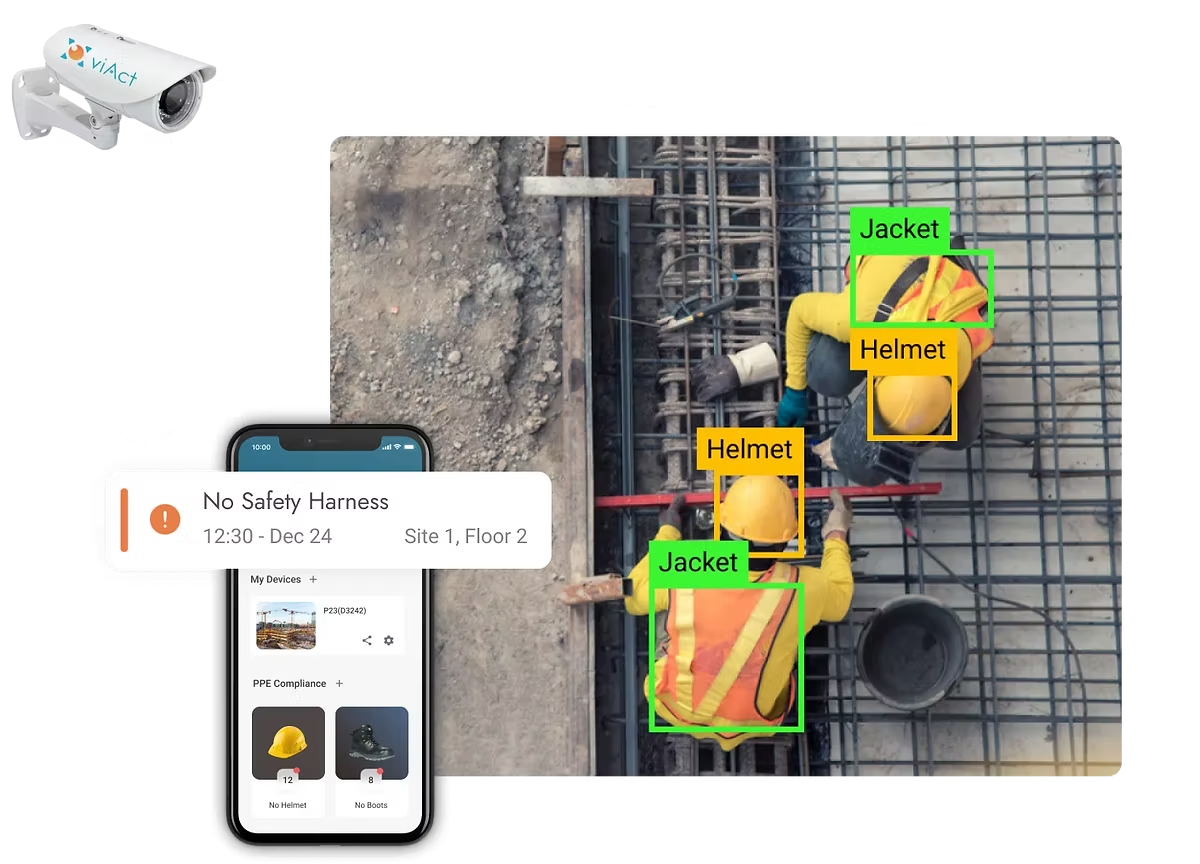 viAct
Jacket
Helmet
Helmet
Jacket
10:00
No Safety Harness
12:30 - Dec 24
Site 1, Floor 2
My Devices +
P23(D3242)
PPE Compliance +
12
8
No Helmet
No Boots